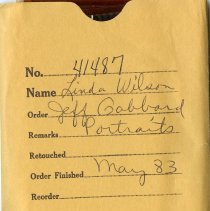 No. 41487
Name Linda Wilson
Order Jeff Gabbard
Remarks Portraits
Retouched
Order Finished May 83
Reorder